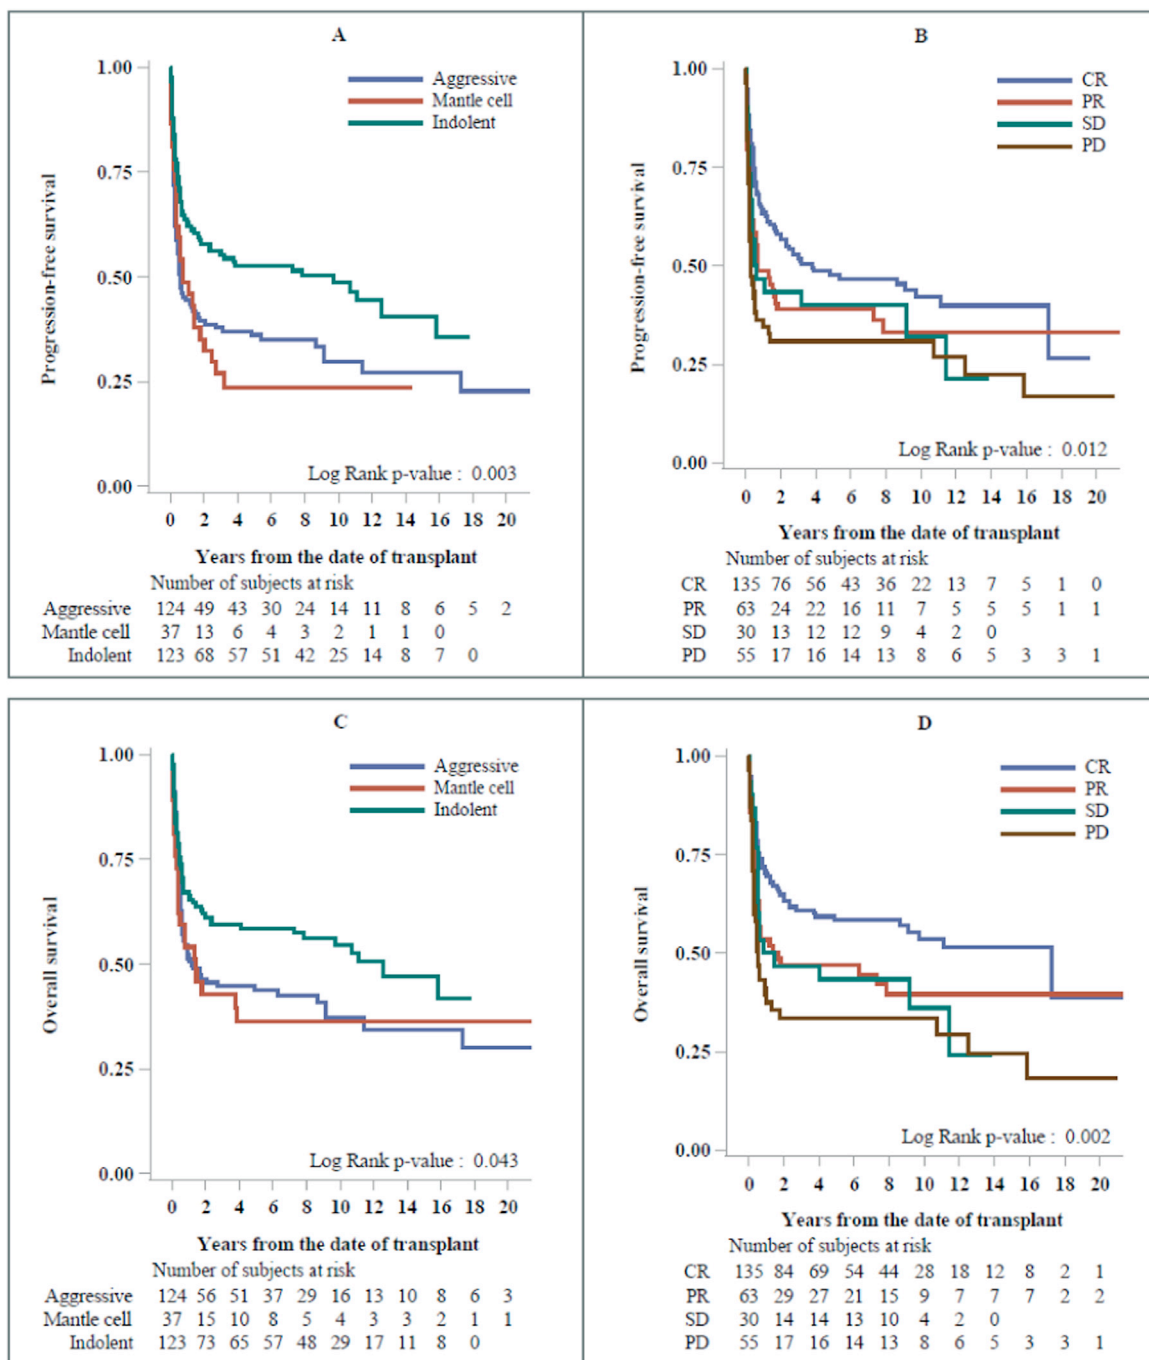 A
Progression-free survival
1.00
0.75
0.50
0.25
0.00
Aggressive
Mantle cell
Indolent
Log Rank p-value : 0.003
0 2 4 6 8 10 12 14 16 18 20
Years from the date of transplant
Number of subjects at risk
Aggressive 124 49 43 30 24 14 11 8 6 5 2
Mantle cell 37 13 6 4 3 2 1 1 0
Indolent 123 68 57 51 42 25 14 8 7 0
B
Progression-free survival
1.00
0.75
0.50
0.25
0.00
CR
PR
SD
PD
Log Rank p-value : 0.012
0 2 4 6 8 10 12 14 16 18 20
Years from the date of transplant
Number of subjects at risk
CR 135 76 56 43 36 22 13 7 5 1 0
PR 63 24 22 16 11 7 5 5 5 1 1
SD 30 13 12 12 9 4 2 0
PD 55 17 16 14 13 8 6 5 3 3 1
C
Overall survival
1.00
0.75
0.50
0.25
0.00
Aggressive
Mantle cell
Indolent
Log Rank p-value : 0.043
0 2 4 6 8 10 12 14 16 18 20
Years from the date of transplant
Number of subjects at risk
Aggressive 124 56 51 37 29 16 13 10 8 6 3
Mantle cell 37 15 10 8 5 4 3 3 2 1 1
Indolent 123 73 65 57 48 29 17 11 8 0
D
Overall survival
1.00
0.75
0.50
0.25
0.00
CR
PR
SD
PD
Log Rank p-value : 0.002
0 2 4 6 8 10 12 14 16 18 20
Years from the date of transplant
Number of subjects at risk
CR 135 84 69 54 44 28 18 12 8 2 1
PR 63 29 27 21 15 9 7 7 7 2 2
SD 30 14 14 13 10 4 2 0
PD 55 17 16 14 13 8 6 5 3 3 1